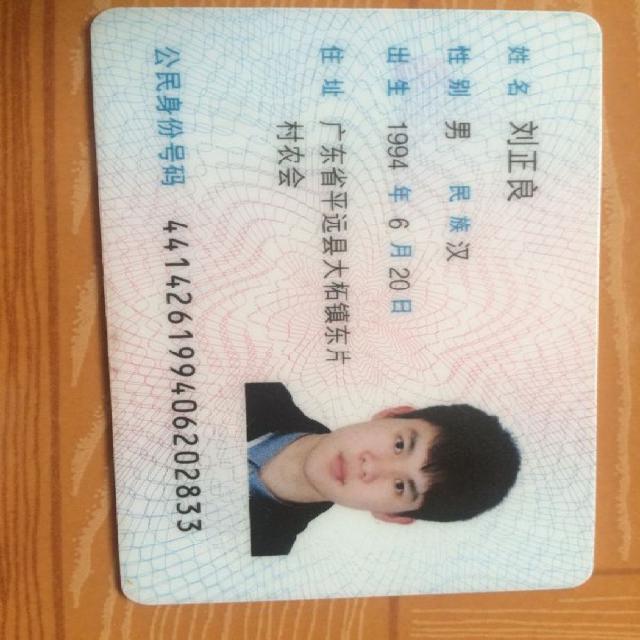 姓名 刘正良
性别 男 民族 汉
出生 1994 年 6 月 20 日
住址 广东省平远县大柘镇东片
村农会
公民身份号码 441426199406202833